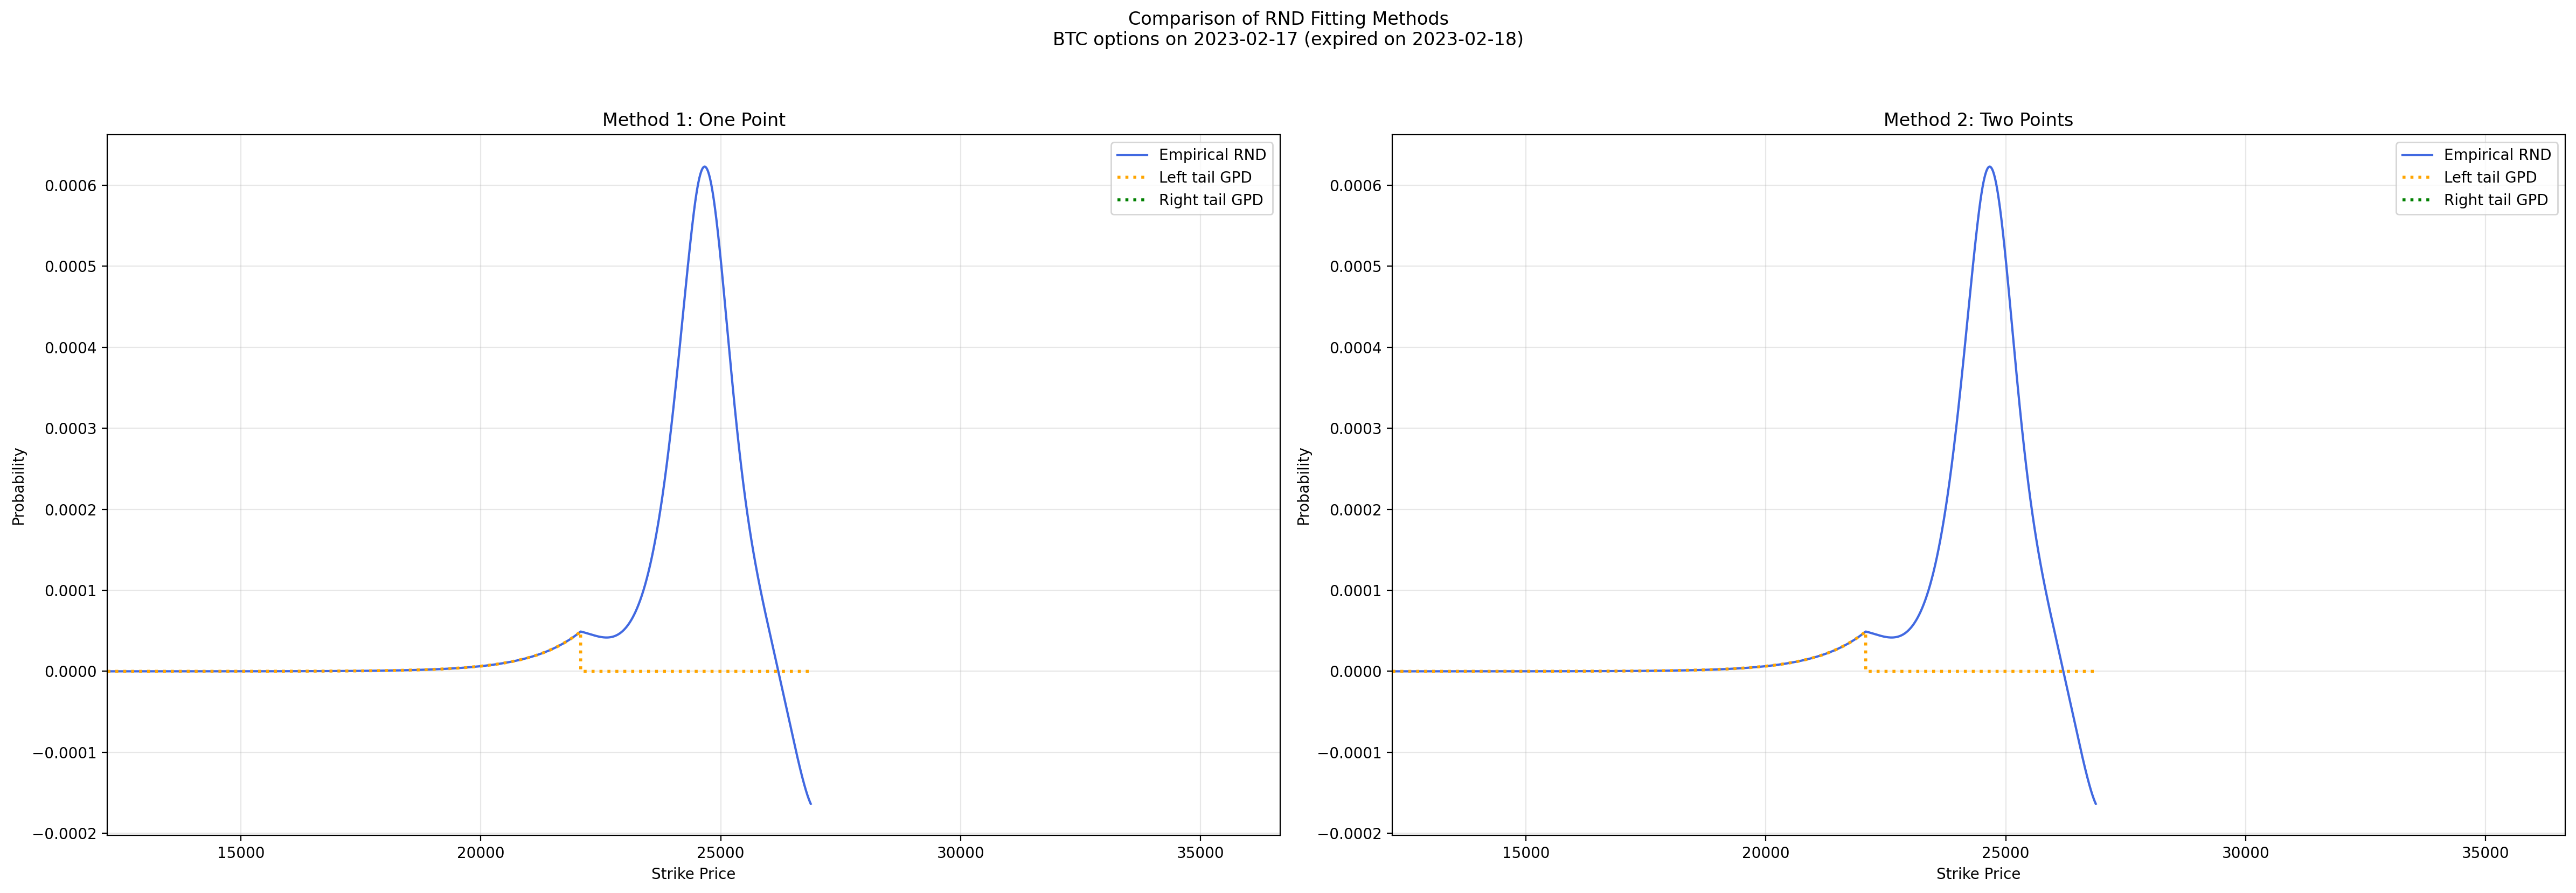 Comparison of RND Fitting Methods
BTC options on 2023-02-17 (expired on 2023-02-18)
Method 1: One Point
Empirical RND
Left tail GPD
Right tail GPD
Probability
0.0006
0.0005
0.0004
0.0003
0.0002
0.0001
0.0000
−0.0001
−0.0002
15000 20000 25000 30000 35000
Strike Price
Method 2: Two Points
Empirical RND
Left tail GPD
Right tail GPD
Probability
0.0006
0.0005
0.0004
0.0003
0.0002
0.0001
0.0000
−0.0001
−0.0002
15000 20000 25000 30000 35000
Strike Price